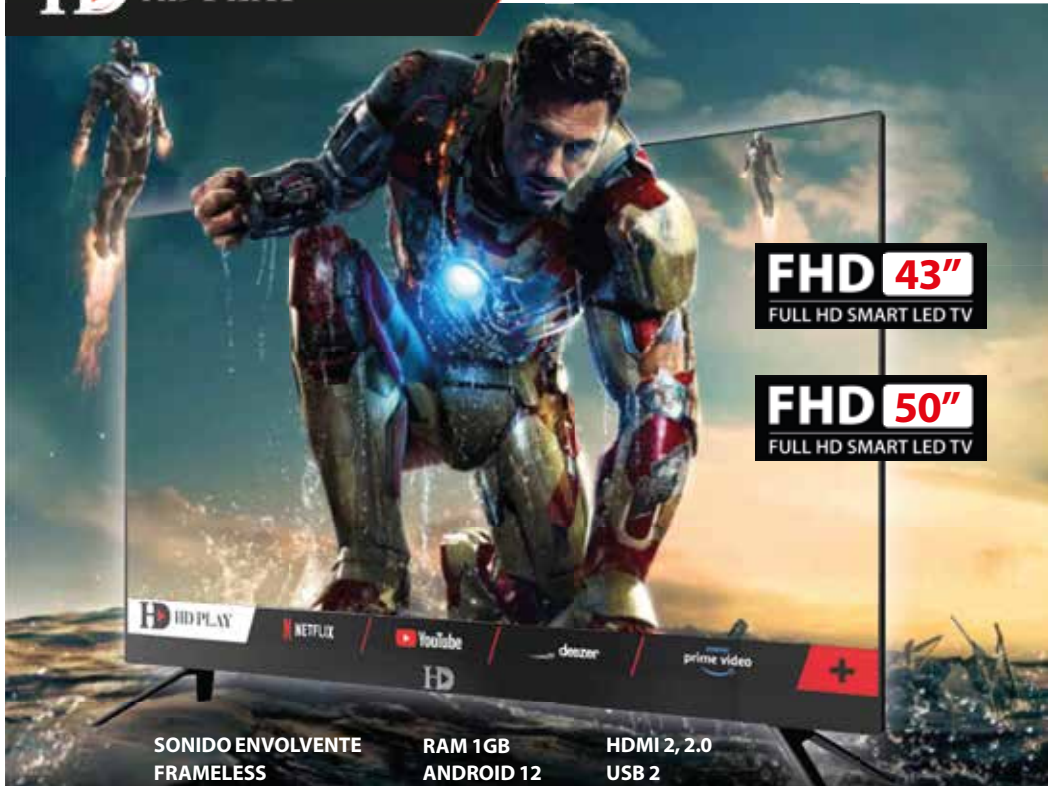 FHD 43”
FULL HD SMART LED TV
FHD 50”
FULL HD SMART LED TV
HD HD PLAY
NETFLIX
YouTube
deezer
prime video
+
HD
SONIDO ENVOLVENTE RAM 1GB HDMI 2, 2.0
FRAMELESS ANDROID 12 USB 2